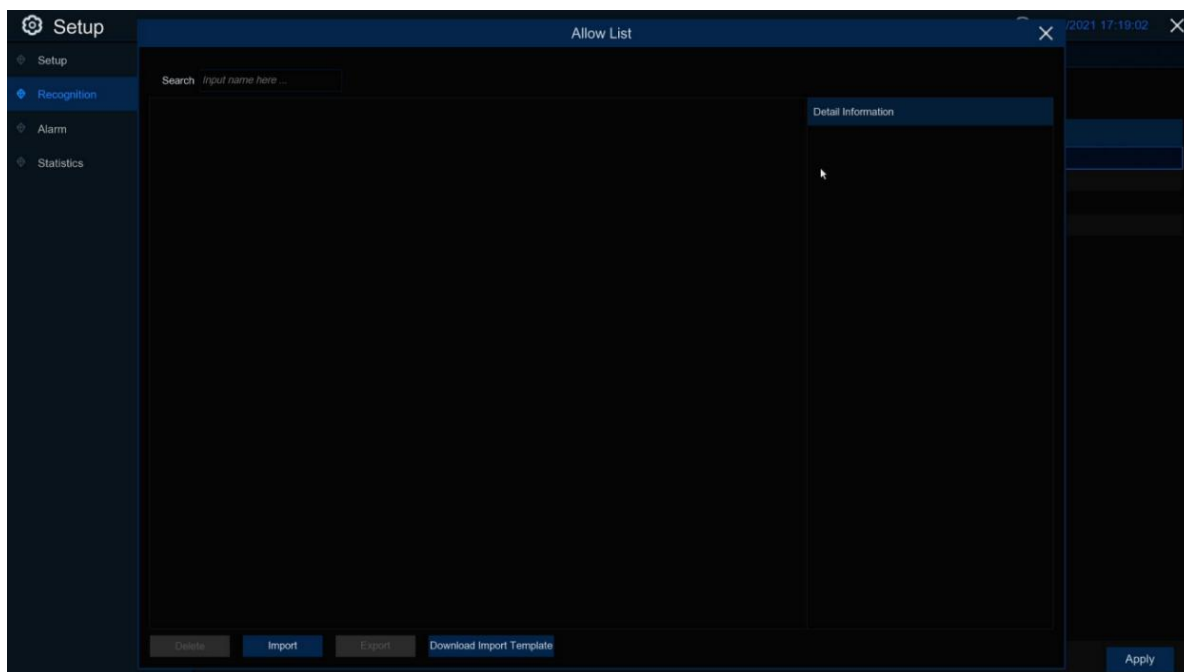 Setup
Allow List
/2021 17:19:02
Setup
Search Input name here ...
Recognition
Detail Information
Alarm
Statistics
Delete
Import
Export
Download Import Template
Apply